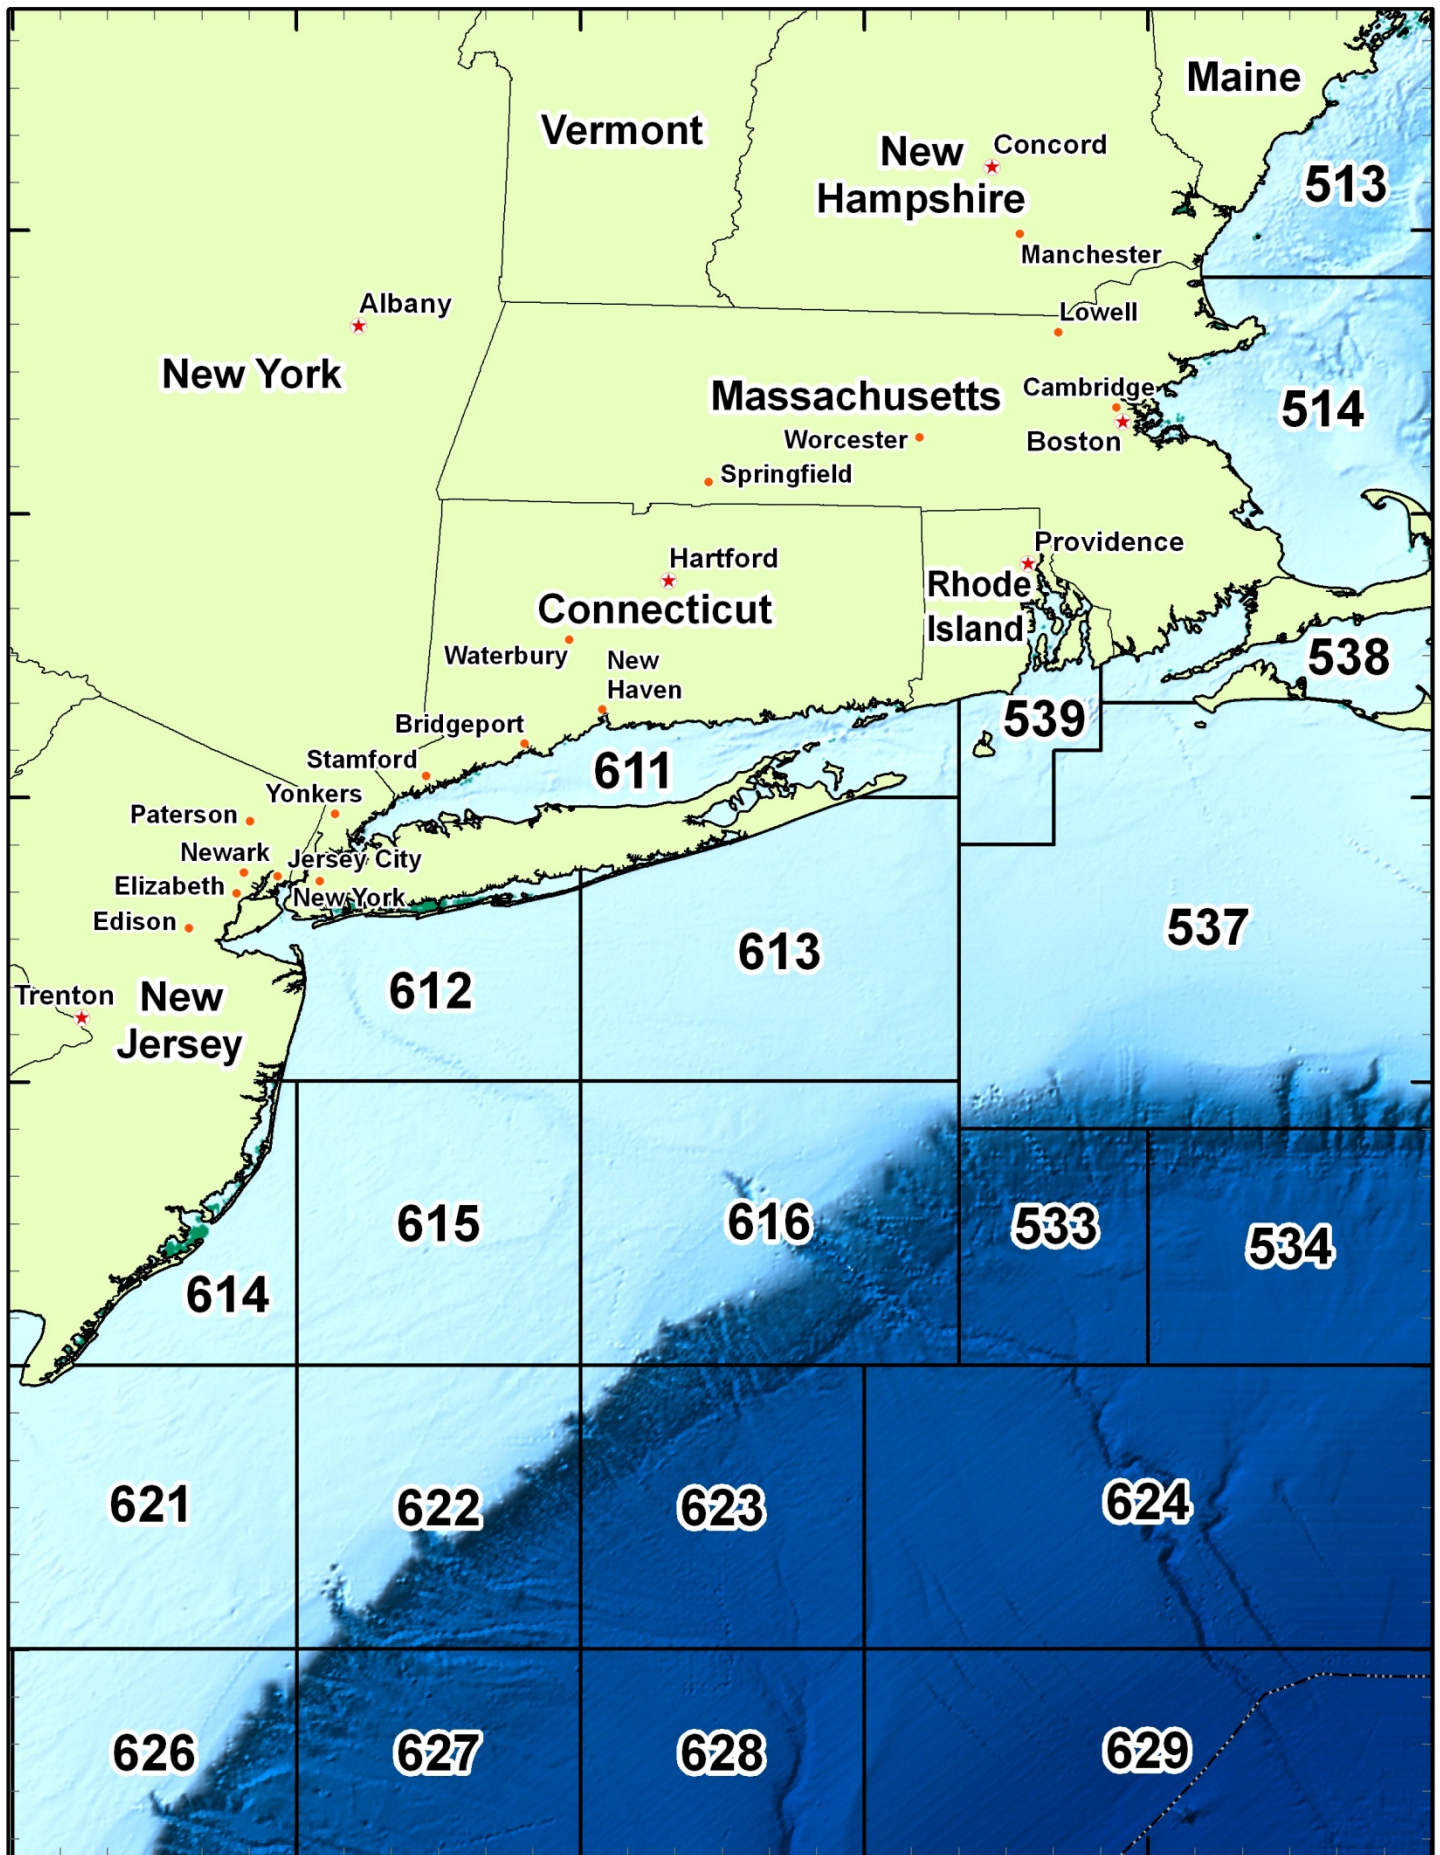 Maine
Vermont
New
Hampshire
Concord
513
Manchester
Albany
Lowell
New York
Massachusetts
Cambridge
514
Worcester
Boston
Springfield
Providence
Hartford
Rhode
Island
Connecticut
Waterbury
New
Haven
538
539
Bridgeport
Stamford
611
Yonkers
Paterson
Newark
Jersey City
Elizabeth
New York
Edison
537
613
612
Trenton
New
Jersey
615
616
533
534
614
621
622
623
624
626
627
628
629